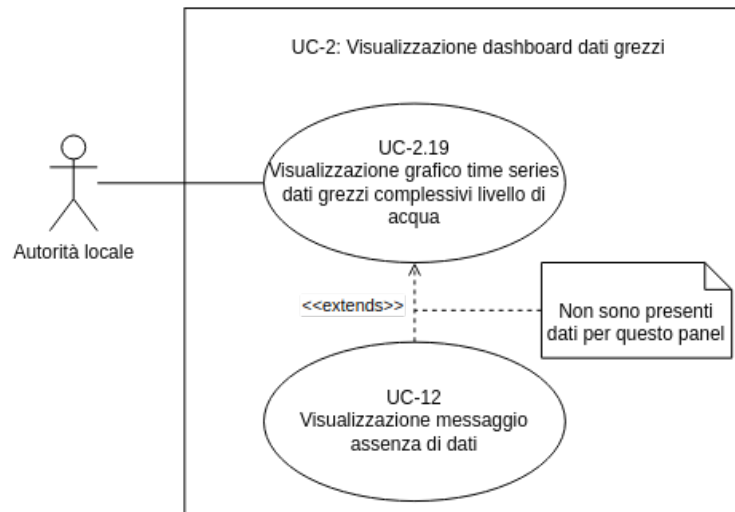 UC-2: Visualizzazione dashboard dati grezzi
UC-2.19
Visualizzazione grafico time series
dati grezzi complessivi livello di
acqua
Autorità locale
<<extends>>
Non sono presenti
dati per questo panel
UC-12
Visualizzazione messaggio
assenza di dati